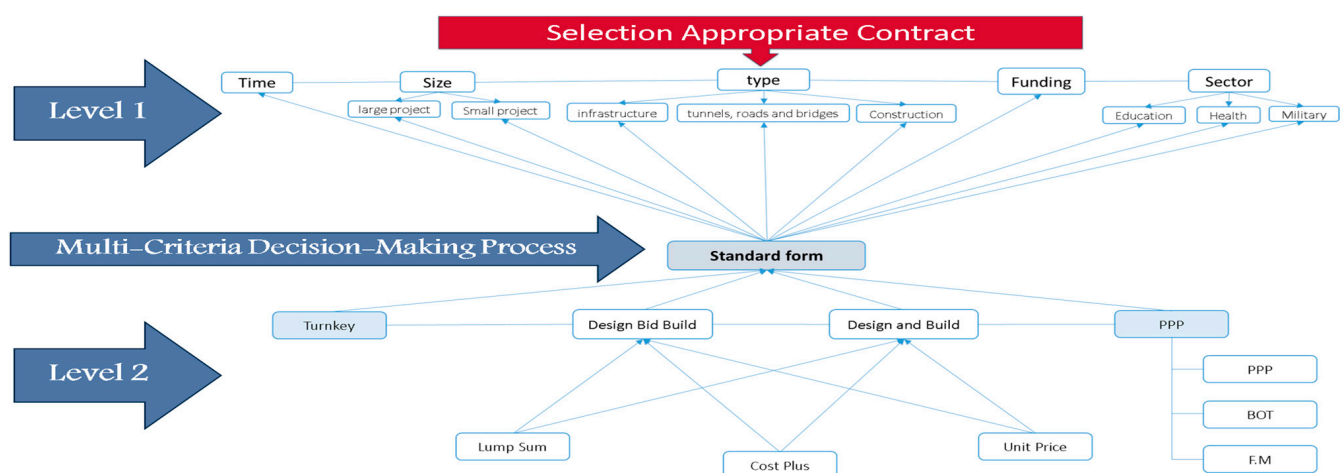 Selection Appropriate Contract
Level 1
Time
Size
type
Funding
Sector
large project
Small project
infrastructure
tunnels, roads and bridges
Construction
Education
Health
Military
Multi-Criteria Decision-Making Process
Standard form
Level 2
Turnkey
Design Bid Build
Design and Build
PPP
PPP
BOT
F.M
Lump Sum
Cost Plus
Unit Price